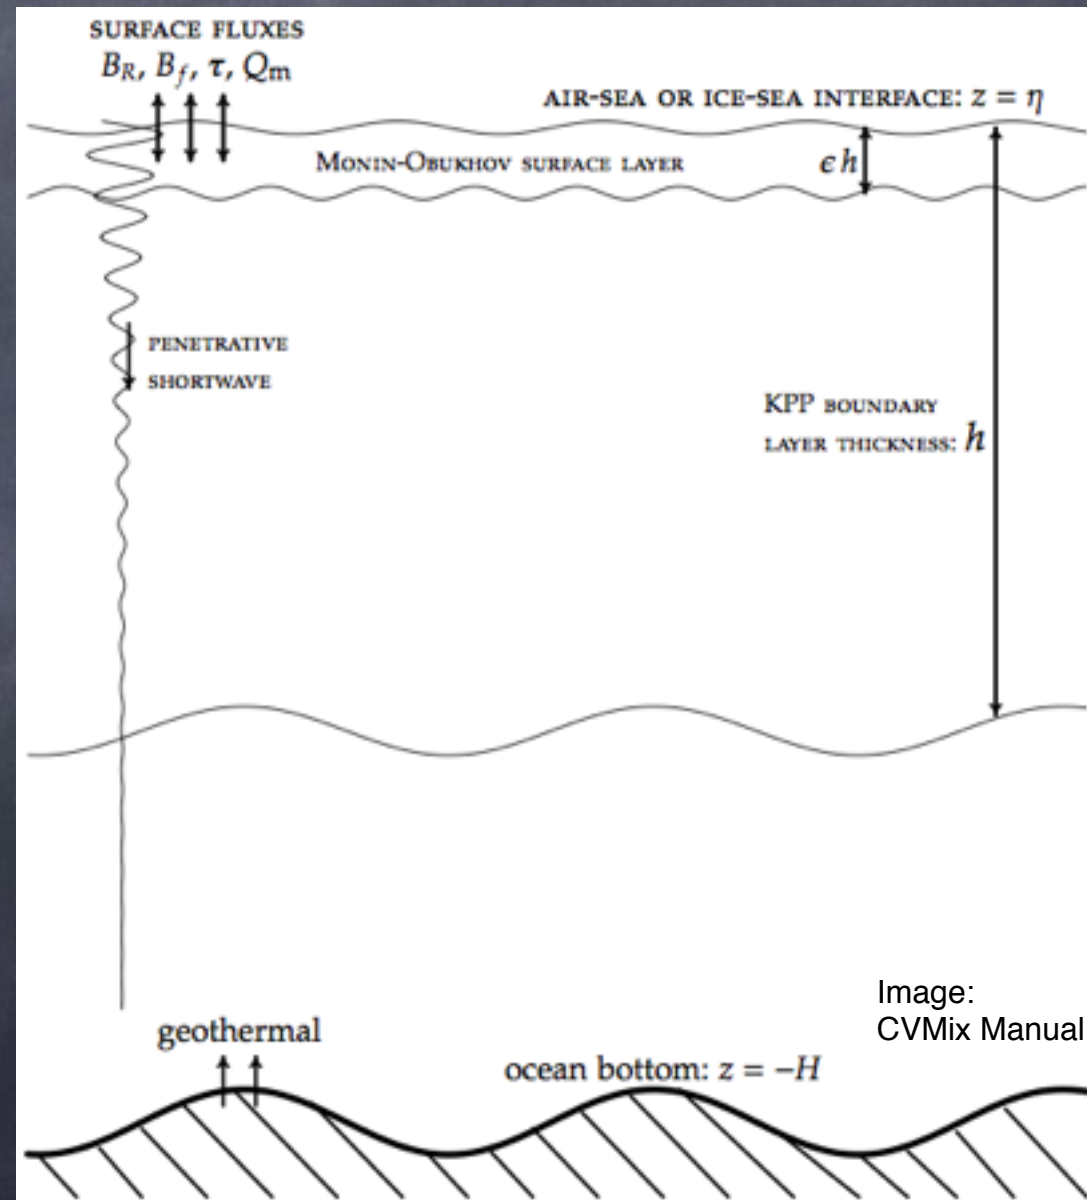 SURFACE FLUXES
B_R, B_f, τ, Q_m
AIR-SEA OR ICE-SEA INTERFACE: z = η
MONIN-OBUKHOV SURFACE LAYER
ϵh
PENETRATIVE
SHORTWAVE
KPP BOUNDARY
LAYER THICKNESS: h
Image:
CVMix Manual
geothermal
ocean bottom: z = −H